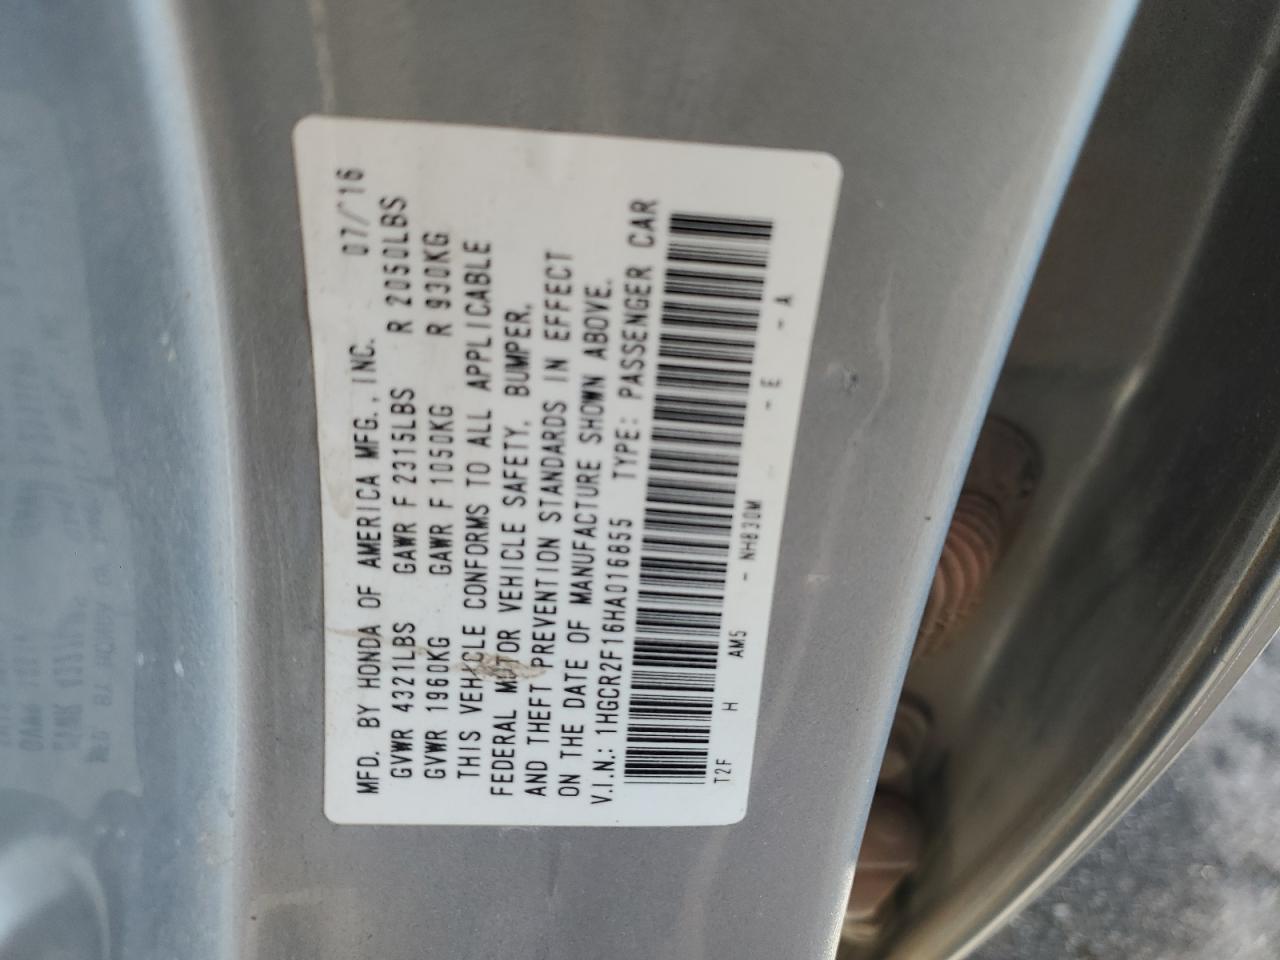 MFD. BY HONDA OF AMERICA MFG., INC. 07/16
GVWR 4321LBS GAWR F 2315LBS R 2050LBS
GVWR 1960KG GAWR F 1050KG R 930KG
THIS VEHICLE CONFORMS TO ALL APPLICABLE
FEDERAL MOTOR VEHICLE SAFETY, BUMPER,
AND THEFT PREVENTION STANDARDS IN EFFECT
ON THE DATE OF MANUFACTURE SHOWN ABOVE.
V.I.N.: 1HGCR2F16HA016855 TYPE: PASSENGER CAR
T2F H AM5 - NH830M - E - A